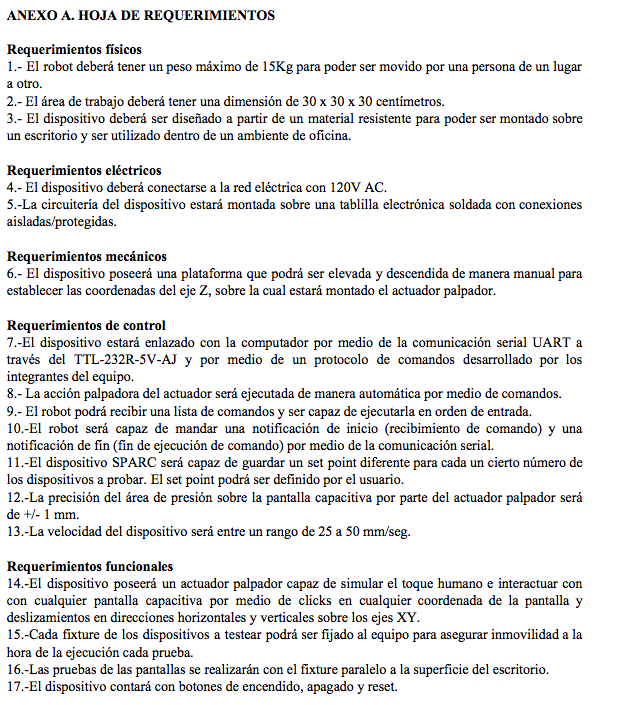 ANEXO A. HOJA DE REQUERIMIENTOS
Requerimientos físicos
1.- El robot deberá tener un peso máximo de 15Kg para poder ser movido por una persona de un lugar
a otro.
2.- El área de trabajo deberá tener una dimensión de 30 x 30 x 30 centímetros.
3.- El dispositivo deberá ser diseñado a partir de un material resistente para poder ser montado sobre
un escritorio y ser utilizado dentro de un ambiente de oficina.
Requerimientos eléctricos
4.- El dispositivo deberá conectarse a la red eléctrica con 120V AC.
5.-La circuitería del dispositivo estará montada sobre una tablilla electrónica soldada con conexiones
aisladas/protegidas.
Requerimientos mecánicos
6.- El dispositivo poseerá una plataforma que podrá ser elevada y descendida de manera manual para
establecer las coordenadas del eje Z, sobre la cual estará montado el actuador palpador.
Requerimientos de control
7.-El dispositivo estará enlazado con la computador por medio de la comunicación serial UART a
través del TTL-232R-5V-AJ y por medio de un protocolo de comandos desarrollado por los
integrantes del equipo.
8.- La acción palpadora del actuador será ejecutada de manera automática por medio de comandos.
9.- El robot podrá recibir una lista de comandos y ser capaz de ejecutarla en orden de entrada.
10.-El robot será capaz de mandar una notificación de inicio (recibimiento de comando) y una
notificación de fin (fin de ejecución de comando) por medio de la comunicación serial.
11.-El dispositivo SPARC será capaz de guardar un set point diferente para cada un cierto número de
los dispositivos a probar. El set point podrá ser definido por el usuario.
12.-La precisión del área de presión sobre la pantalla capacitiva por parte del actuador palpador será
de +/- 1 mm.
13.-La velocidad del dispositivo será entre un rango de 25 a 50 mm/seg.
Requerimientos funcionales
14.-El dispositivo poseerá un actuador palpador capaz de simular el toque humano e interactuar con
con cualquier pantalla capacitiva por medio de clicks en cualquier coordenada de la pantalla y
deslizamientos en direcciones horizontales y verticales sobre los ejes XY.
15.-Cada fixture de los dispositivos a testear podrá ser fijado al equipo para asegurar inmovilidad a la
hora de la ejecución cada prueba.
16.-Las pruebas de las pantallas se realizarán con el fixture paralelo a la superficie del escritorio.
17.-El dispositivo contará con botones de encendido, apagado y reset.